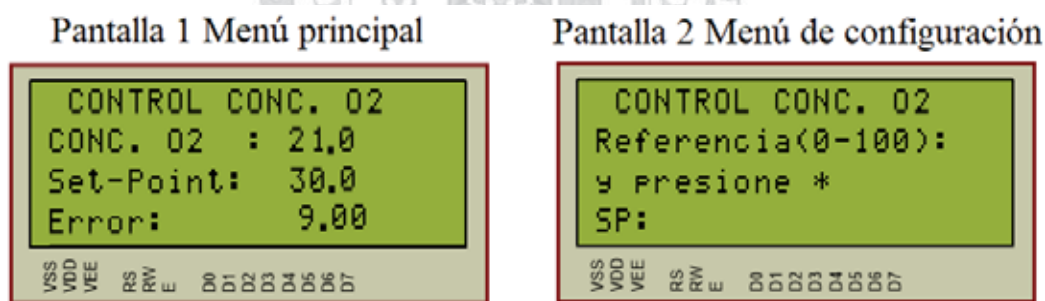 Pantalla 1 Menú principal
CONTROL CONC. O2
CONC. O2 : 21.0
Set-Point: 30.0
Error: 9.00
VSS VDD VEE RS RW E D0 D1 D2 D3 D4 D5 D6 D7
Pantalla 2 Menú de configuración
CONTROL CONC. O2
Referencia(0-100):
y presione *
SP:
VSS VDD VEE RS RW E D0 D1 D2 D3 D4 D5 D6 D7